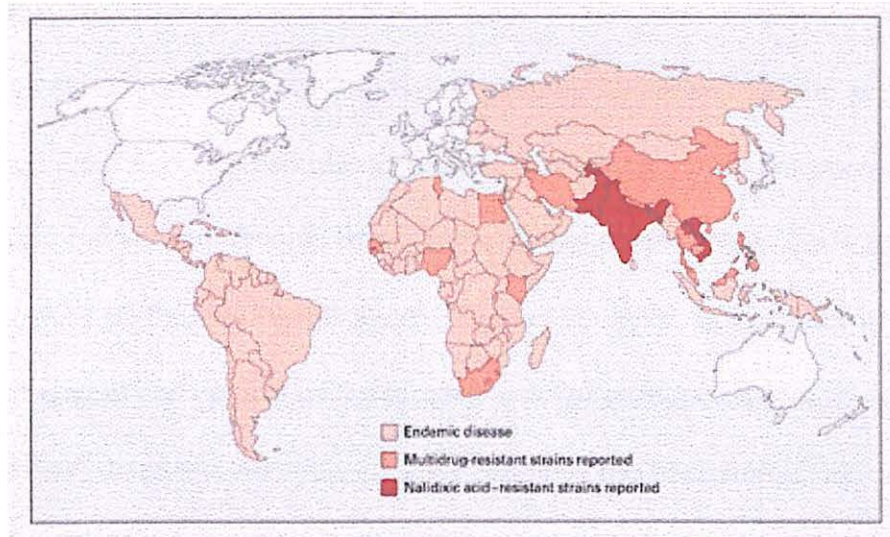 Endemic disease
Multidrug-resistant strains reported
Nalidixic acid–resistant strains reported